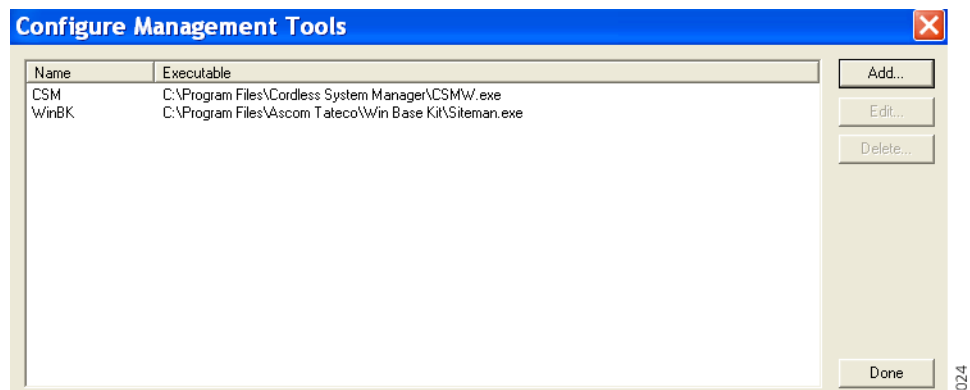 Configure Management Tools
Name Executable Add...
CSM C:\Program Files\Cordless System Manager\CSMW.exe
WinBK C:\Program Files\Ascom Tateco\Win Base Kit\Siteman.exe
Edit...
Delete...
Done
024